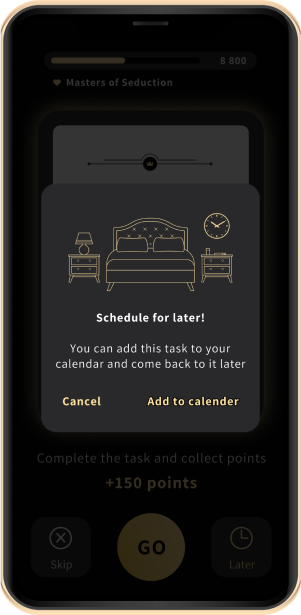 8 800
Masters of Seduction
Schedule for later!
You can add this task to your
calendar and come back to it later
Cancel
Add to calender
Complete the task and collect points
+150 points
GO
Skip
Later